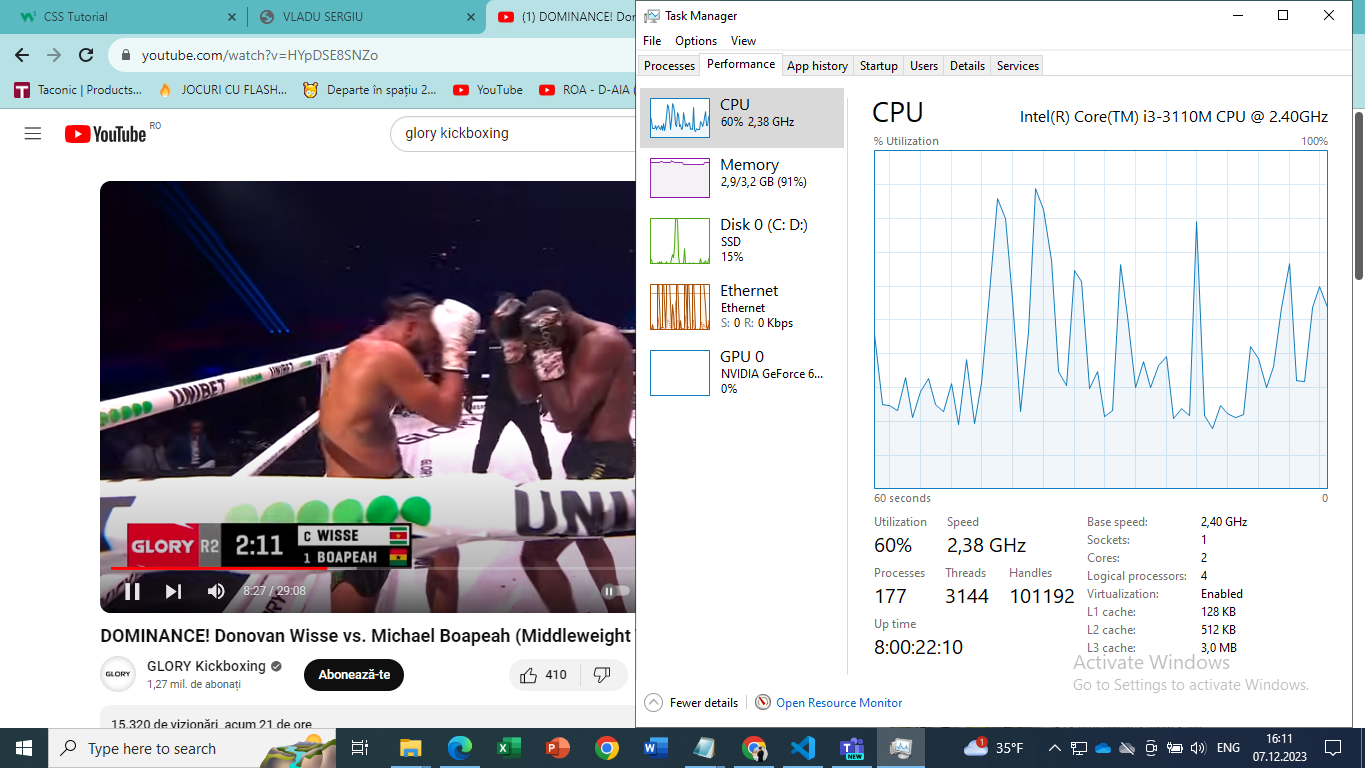 CSS Tutorial
VLADU SERGIU
(1) DOMINANCE! Don
youtube.com/watch?v=HYpDSE8SNZo
Taconic | Products...
JOCURI CU FLASH...
Departe în spațiu 2...
YouTube
ROA - D-AIA (
YouTube RO
glory kickboxing
UNIBET
UNIBET
GLORY
UNIB
GLORY R2 2:11 C WISSE
1 BOAPEAH
8:27 / 29:08
DOMINANCE! Donovan Wisse vs. Michael Boapeah (Middleweight
GLORY
GLORY Kickboxing
1,27 mil. de abonați
Abonează-te
410
15.320 de vizionări, acum 21 de ore
Task Manager
File Options View
Processes Performance App history Startup Users Details Services
CPU
60% 2,38 GHz
Memory
2,9/3,2 GB (91%)
Disk 0 (C: D:)
SSD
15%
Ethernet
Ethernet
S: 0 R: 0 Kbps
GPU 0
NVIDIA GeForce 6...
0%
CPU Intel(R) Core(TM) i3-3110M CPU @ 2.40GHz
% Utilization 100%
60 seconds 0
Utilization Speed
60% 2,38 GHz
Processes Threads Handles
177 3144 101192
Up time
8:00:22:10
Base speed: 2,40 GHz
Sockets: 1
Cores: 2
Logical processors: 4
Virtualization: Enabled
L1 cache: 128 KB
L2 cache: 512 KB
L3 cache: 3,0 MB
Activate Windows
Go to Settings to activate Windows.
Fewer details Open Resource Monitor
Type here to search
NEW
1
35°F
ENG
16:11
07.12.2023